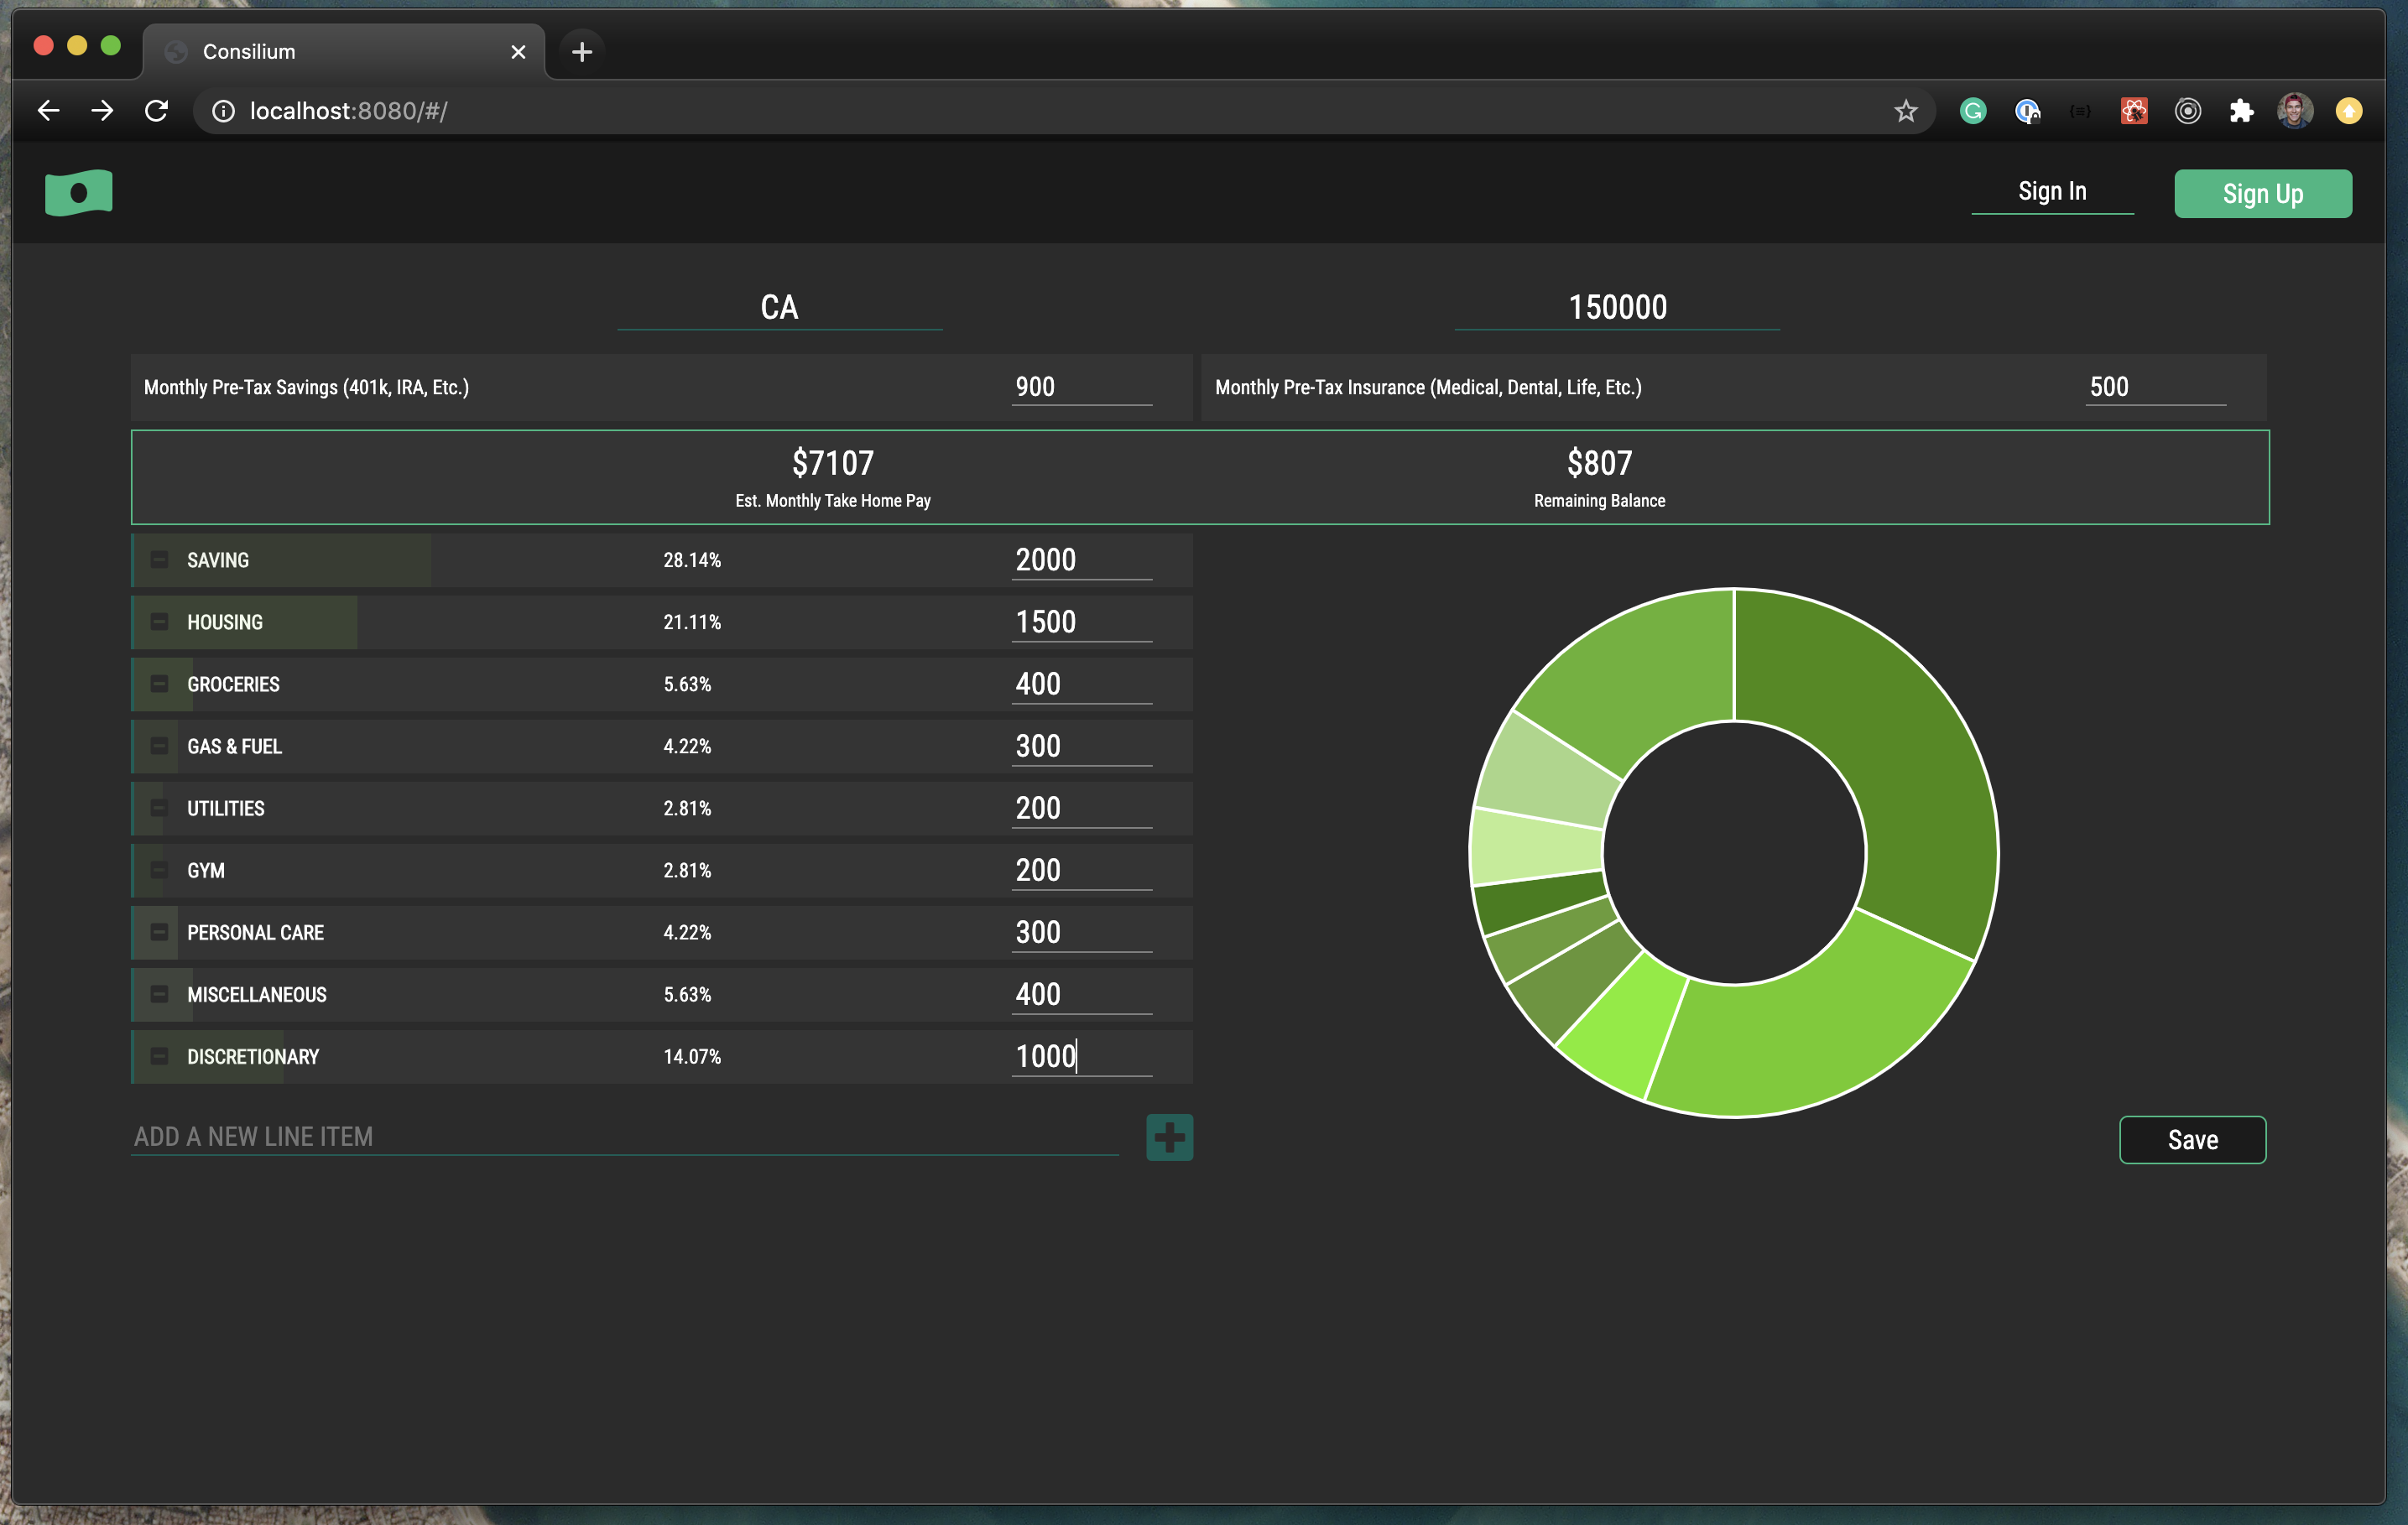 Consilium
localhost:8080/#/
Sign In
Sign Up
CA
150000
Monthly Pre-Tax Savings (401k, IRA, Etc.) 900
Monthly Pre-Tax Insurance (Medical, Dental, Life, Etc.) 500
$7107
Est. Monthly Take Home Pay
$807
Remaining Balance
SAVING 28.14% 2000
HOUSING 21.11% 1500
GROCERIES 5.63% 400
GAS & FUEL 4.22% 300
UTILITIES 2.81% 200
GYM 2.81% 200
PERSONAL CARE 4.22% 300
MISCELLANEOUS 5.63% 400
DISCRETIONARY 14.07% 1000
ADD A NEW LINE ITEM
Save